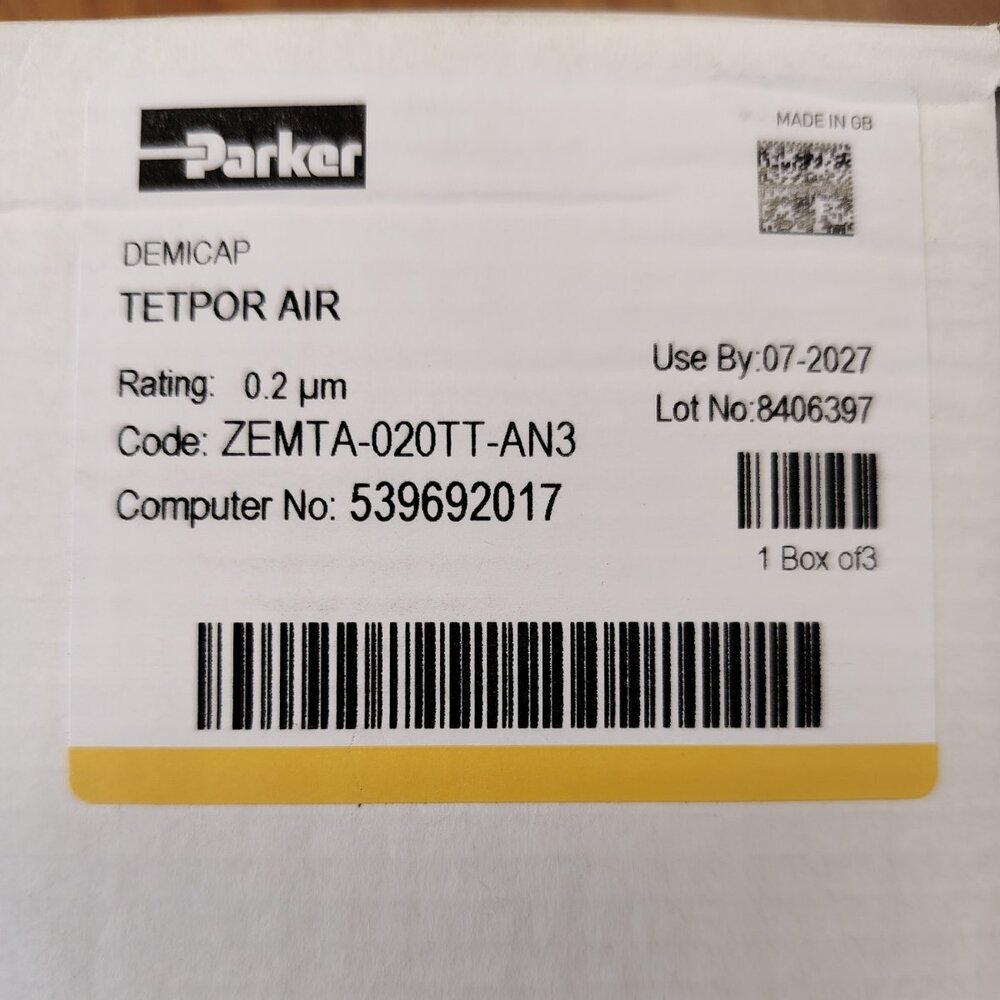 Parker
MADE IN GB
DEMICAP
TETPOR AIR
Use By:07-2027
Rating: 0.2 µm
Lot No:8406397
Code: ZEMTA-020TT-AN3
Computer No: 539692017
1 Box of3